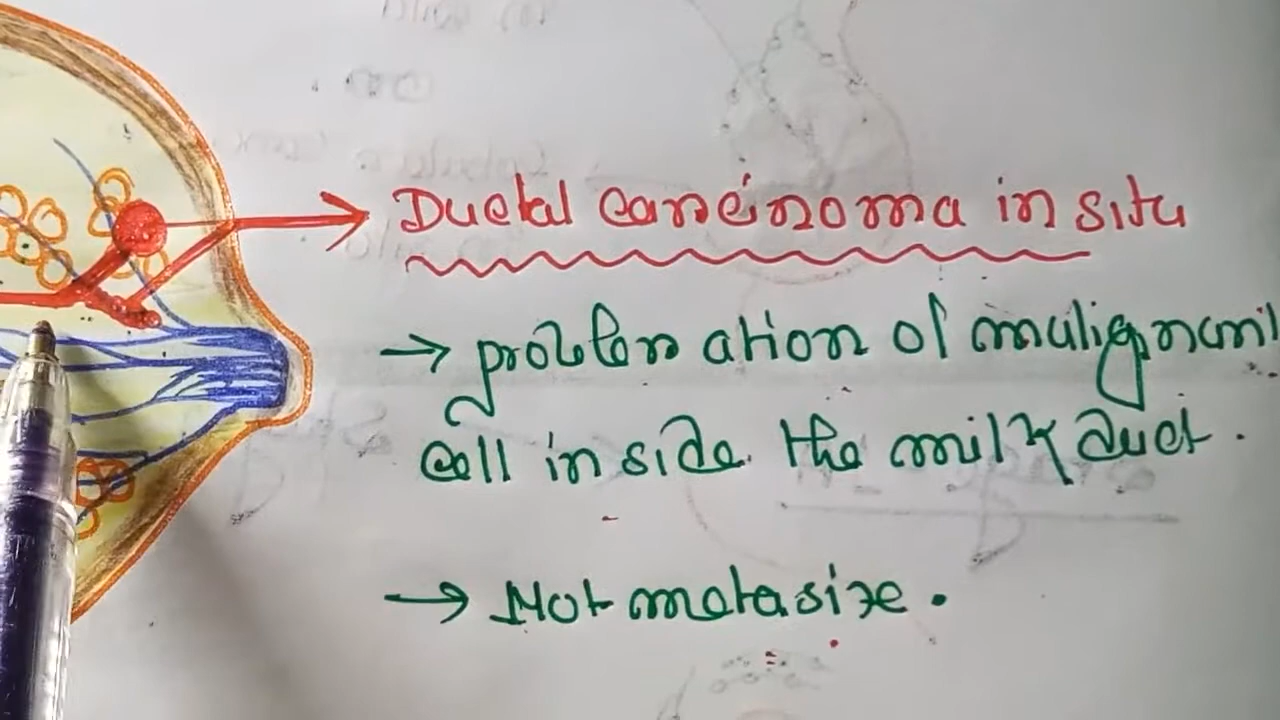 Ductal carcinoma in situ
→ proliferation of malignant
cell inside the milk duct.
→ Not metasize.